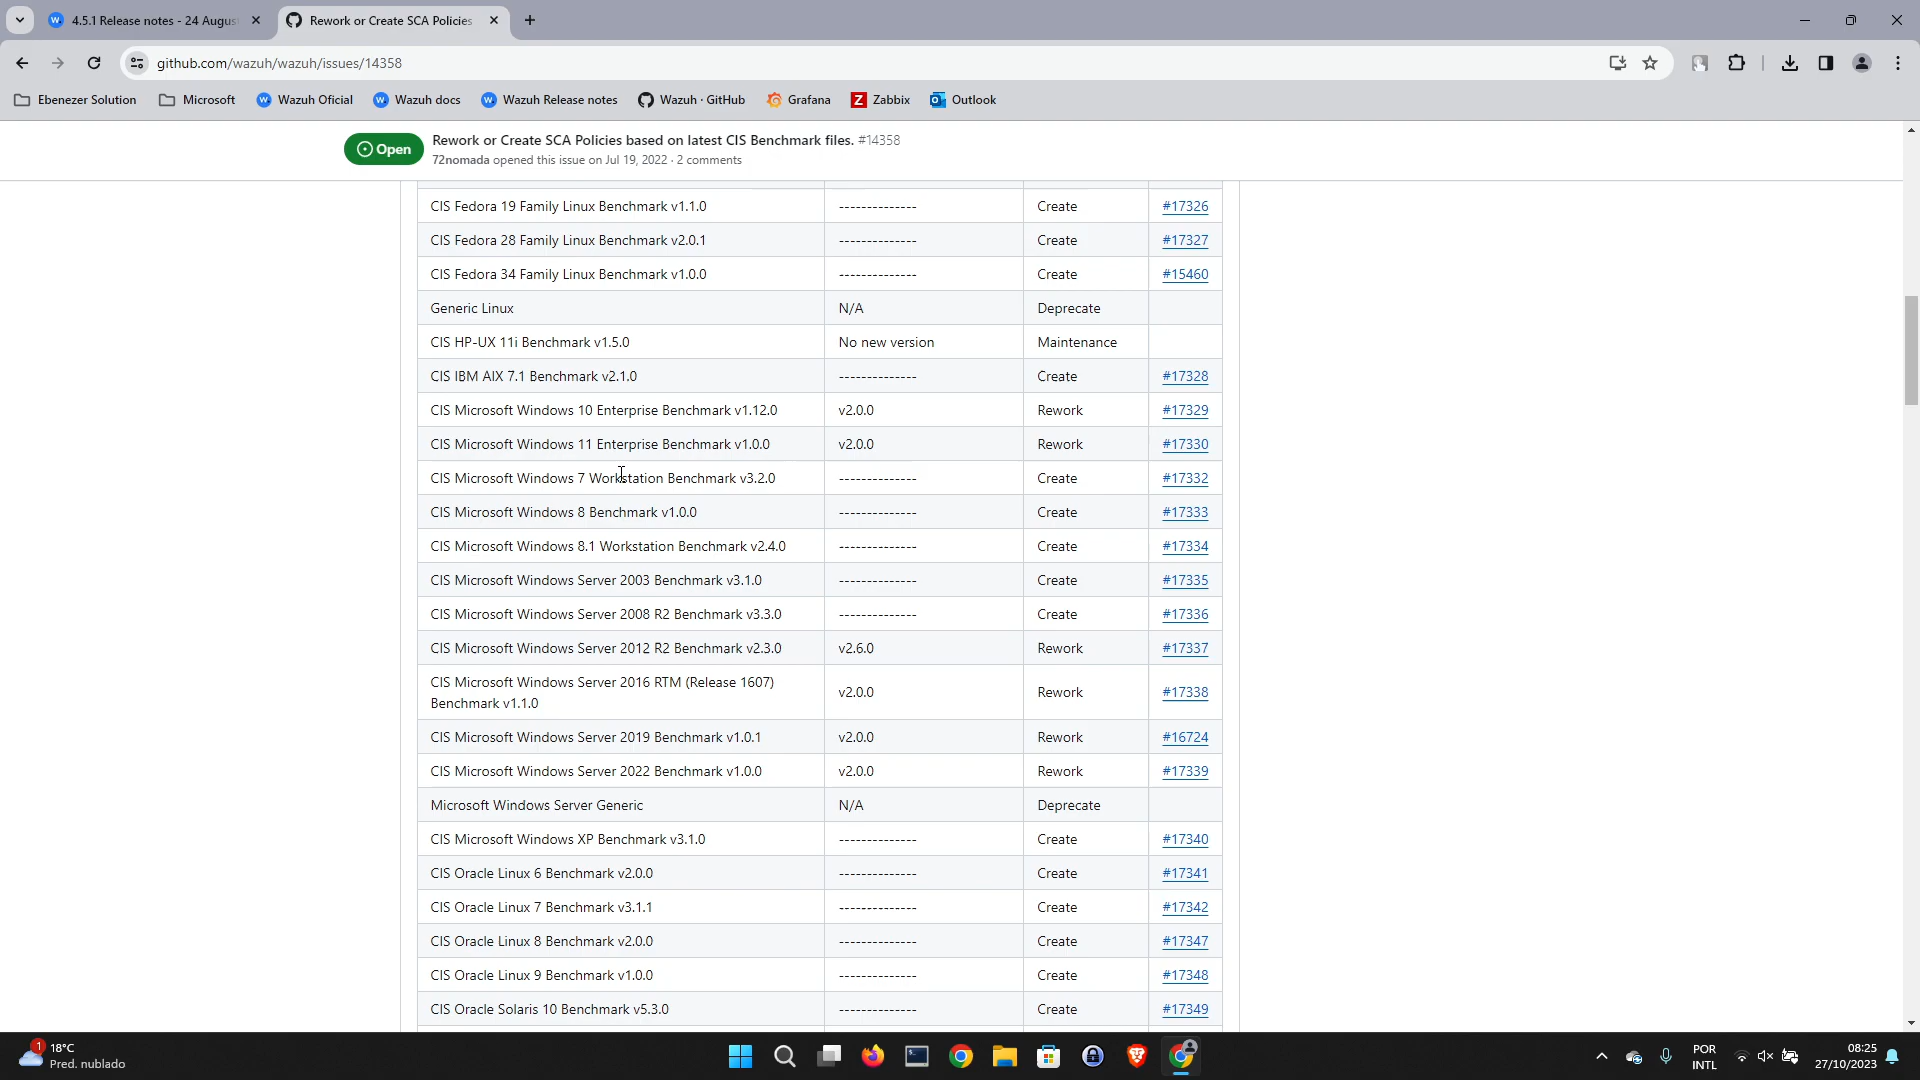 4.5.1 Release notes - 24 Augus
Rework or Create SCA Policies
github.com/wazuh/wazuh/issues/14358
Ebenezer Solution
Microsoft
Wazuh Oficial
Wazuh docs
Wazuh Release notes
Wazuh · GitHub
Grafana
Z
Zabbix
Outlook
Open
Rework or Create SCA Policies based on latest CIS Benchmark files. #14358
72nomada opened this issue on Jul 19, 2022 · 2 comments
CIS Fedora 19 Family Linux Benchmark v1.1.0 -------------- Create #17326
CIS Fedora 28 Family Linux Benchmark v2.0.1 -------------- Create #17327
CIS Fedora 34 Family Linux Benchmark v1.0.0 -------------- Create #15460
Generic Linux N/A Deprecate
CIS HP-UX 11i Benchmark v1.5.0 No new version Maintenance
CIS IBM AIX 7.1 Benchmark v2.1.0 -------------- Create #17328
CIS Microsoft Windows 10 Enterprise Benchmark v1.12.0 v2.0.0 Rework #17329
CIS Microsoft Windows 11 Enterprise Benchmark v1.0.0 v2.0.0 Rework #17330
CIS Microsoft Windows 7 Workstation Benchmark v3.2.0 -------------- Create #17332
CIS Microsoft Windows 8 Benchmark v1.0.0 -------------- Create #17333
CIS Microsoft Windows 8.1 Workstation Benchmark v2.4.0 -------------- Create #17334
CIS Microsoft Windows Server 2003 Benchmark v3.1.0 -------------- Create #17335
CIS Microsoft Windows Server 2008 R2 Benchmark v3.3.0 -------------- Create #17336
CIS Microsoft Windows Server 2012 R2 Benchmark v2.3.0 v2.6.0 Rework #17337
CIS Microsoft Windows Server 2016 RTM (Release 1607)
Benchmark v1.1.0
v2.0.0 Rework #17338
CIS Microsoft Windows Server 2019 Benchmark v1.0.1 v2.0.0 Rework #16724
CIS Microsoft Windows Server 2022 Benchmark v1.0.0 v2.0.0 Rework #17339
Microsoft Windows Server Generic N/A Deprecate
CIS Microsoft Windows XP Benchmark v3.1.0 -------------- Create #17340
CIS Oracle Linux 6 Benchmark v2.0.0 -------------- Create #17341
CIS Oracle Linux 7 Benchmark v3.1.1 -------------- Create #17342
CIS Oracle Linux 8 Benchmark v2.0.0 -------------- Create #17347
CIS Oracle Linux 9 Benchmark v1.0.0 -------------- Create #17348
CIS Oracle Solaris 10 Benchmark v5.3.0 -------------- Create #17349
1
18°C
Pred. nublado
POR
INTL
08:25
27/10/2023